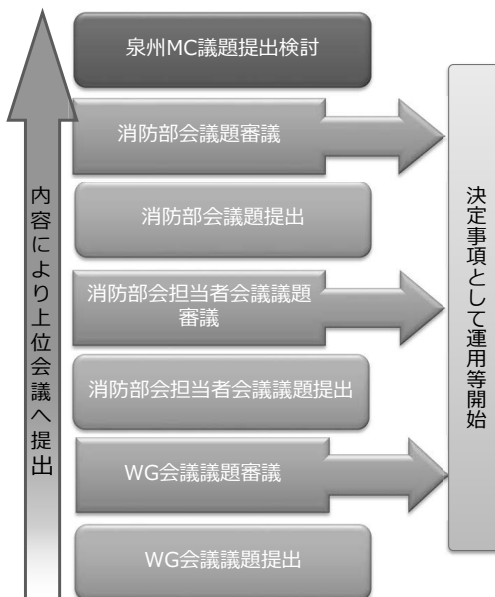 泉州MC議題提出検討
消防部会議題審議
消防部会議題提出
消防部会担当者会議議題
審議
消防部会担当者会議議題提出
WG会議議題審議
WG会議議題提出
内容により上位会議へ提出
決定事項として運用等開始